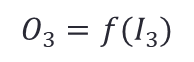 O₃ = f(I₃)